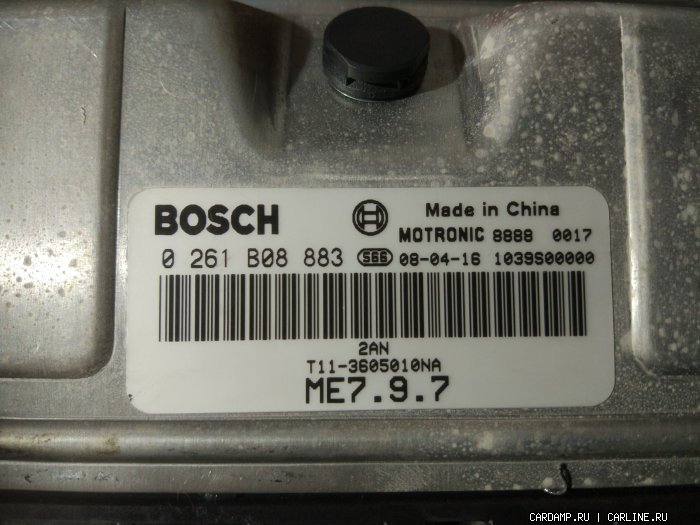 BOSCH
Made in China
MOTRONIC 8888 0017
0 261 B08 883 S66 08-04-16 1039S00000
2AN
T11-3605010NA
ME7.9.7
CARDAMP.RU | CARLINE.RU